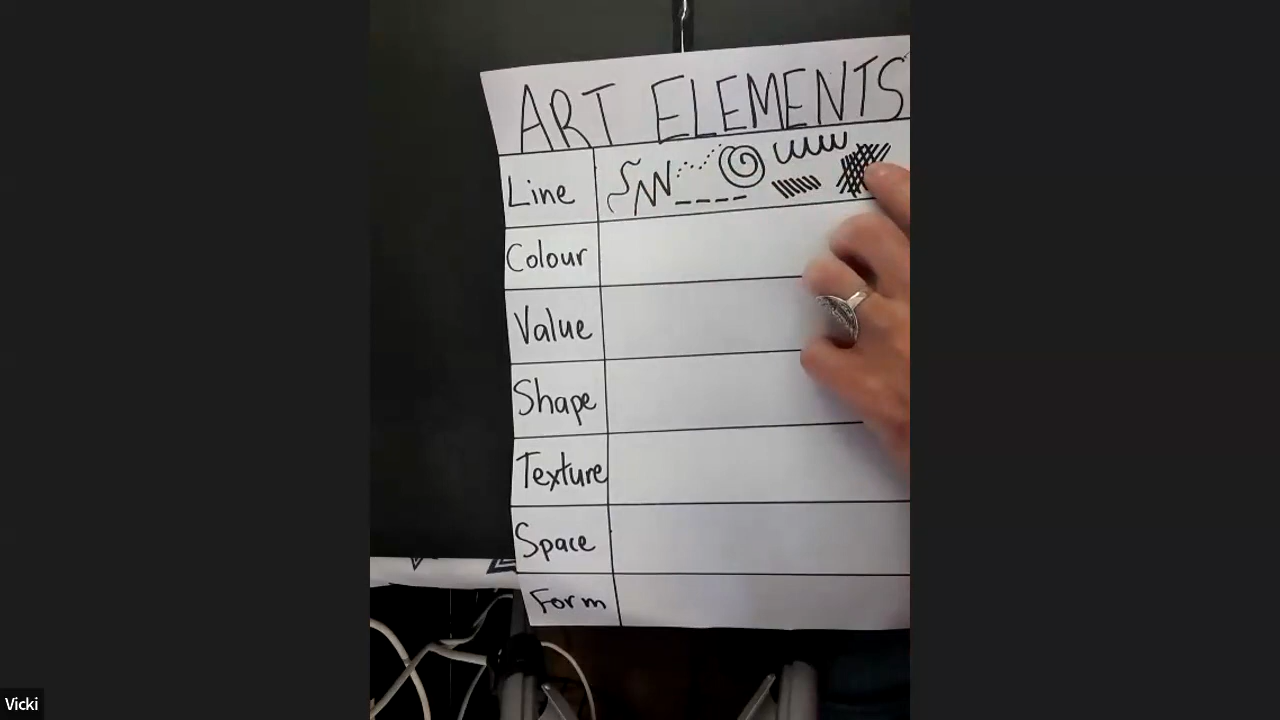 ART ELEMENTS
Line
Colour
Value
Shape
Texture
Space
Form
Vicki